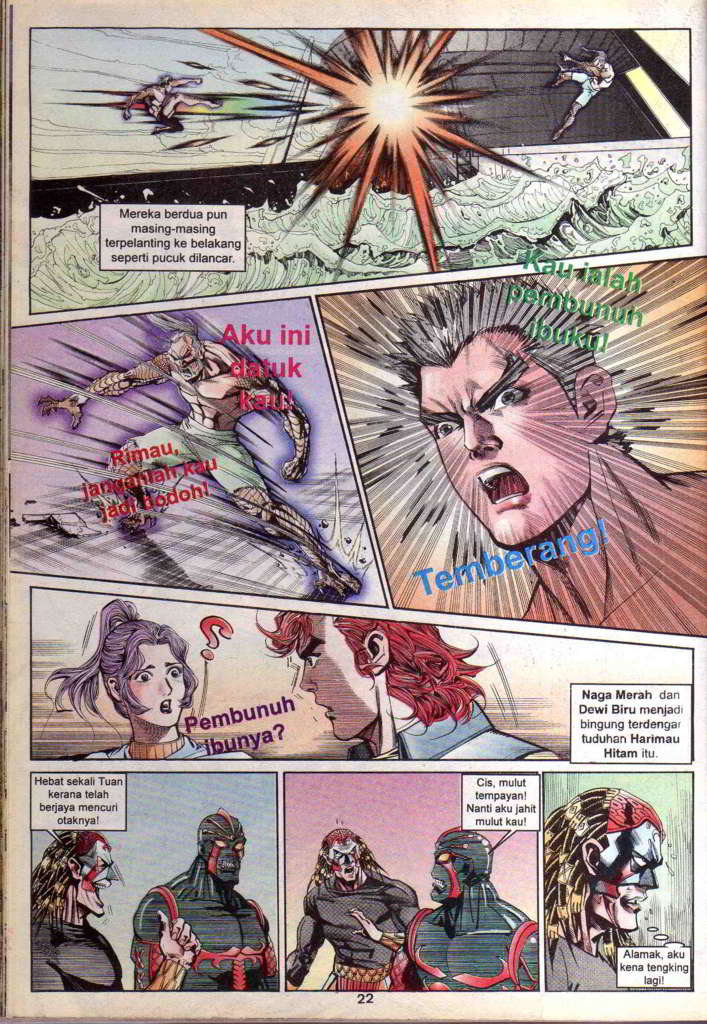 Mereka berdua pun
masing-masing
terpelanting ke belakang
seperti pucuk dilancar.
Aku ini
datuk
kau!
Rimau,
janganlah kau
jadi bodoh!
Kau ialah
pembunuh
ibuku!
Temberang!
?
Pembunuh
ibunya?
Naga Merah dan
Dewi Biru menjadi
bingung terdengar
tuduhan Harimau
Hitam itu.
Hebat sekali Tuan
kerana telah
berjaya mencuri
otaknya!
Cis, mulut
tempayan!
Nanti aku jahit
mulut kau!
Alamak, aku
kena tengking
lagi!
22